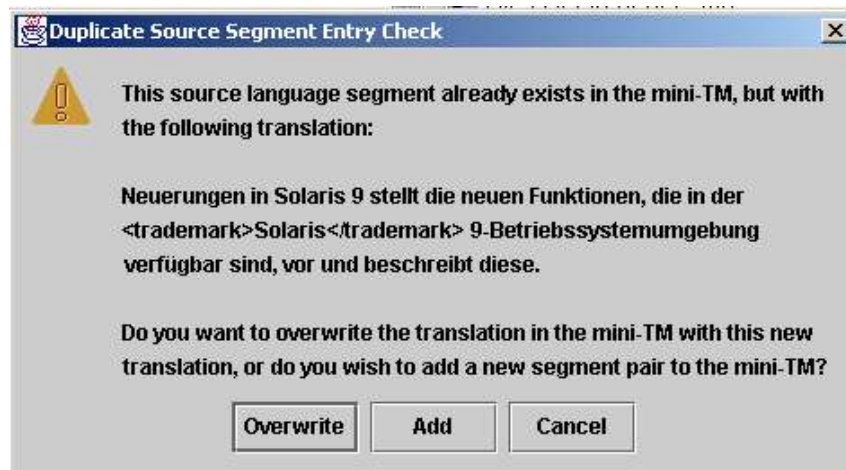 Duplicate Source Segment Entry Check
This source language segment already exists in the mini-TM, but with
the following translation:
Neuerungen in Solaris 9 stellt die neuen Funktionen, die in der
<trademark>Solaris</trademark> 9-Betriebssystemumgebung
verfügbar sind, vor und beschreibt diese.
Do you want to overwrite the translation in the mini-TM with this new
translation, or do you wish to add a new segment pair to the mini-TM?
Overwrite Add Cancel